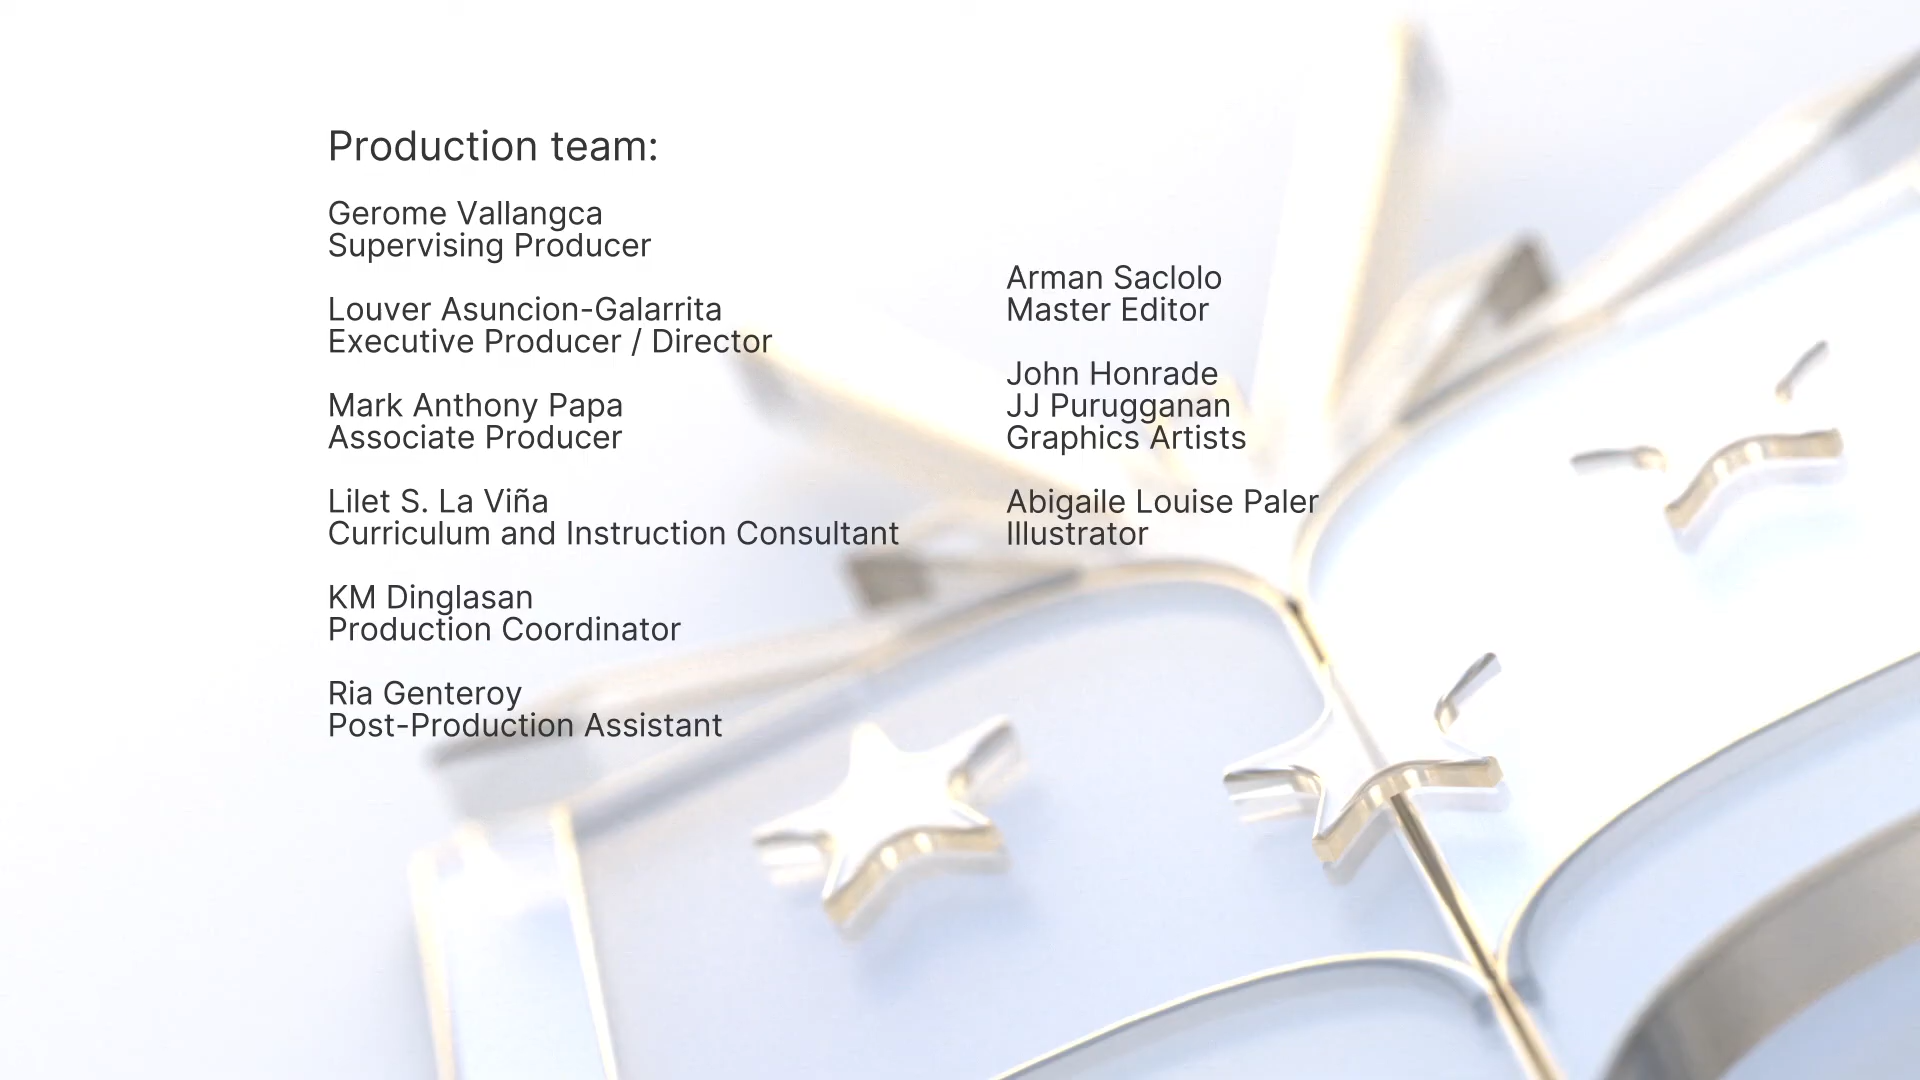 Production team:
Gerome Vallangca
Supervising Producer
Louver Asuncion-Galarrita
Executive Producer / Director
Mark Anthony Papa
Associate Producer
Lilet S. La Viña
Curriculum and Instruction Consultant
KM Dinglasan
Production Coordinator
Ria Genteroy
Post-Production Assistant
Arman Saclolo
Master Editor
John Honrade
JJ Purugganan
Graphics Artists
Abigaile Louise Paler
Illustrator